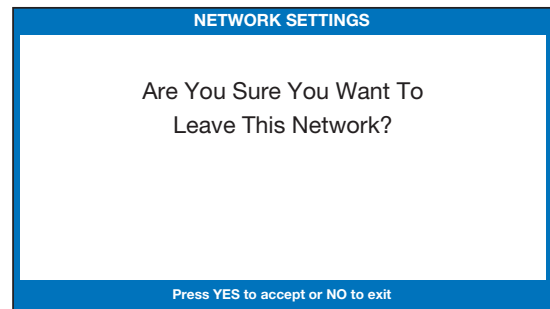 NETWORK SETTINGS
Are You Sure You Want To
Leave This Network?
Press YES to accept or NO to exit